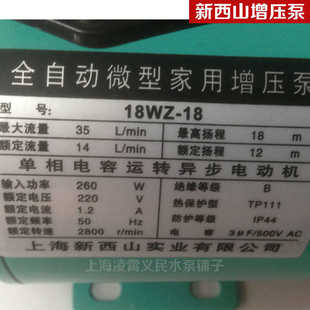 新西山增压泵
全自动微型家用增压泵
型 号: 18WZ-18
最大流量 35 L/min 最高扬程 18 m
额定流量 14 L/min 额定扬程 12 m
单相电容运转异步电动机
输入功率 260 W 绝缘等级 B
额定电压 220 V 热保护型 TP111
额定电流 1.2 A 防护等级 IP44
额定频率 50 Hz 电 容 3μF/500V AC
额定转速 2800 r/min
上海新西山实业有限公司
上海凌霄义民水泵铺子